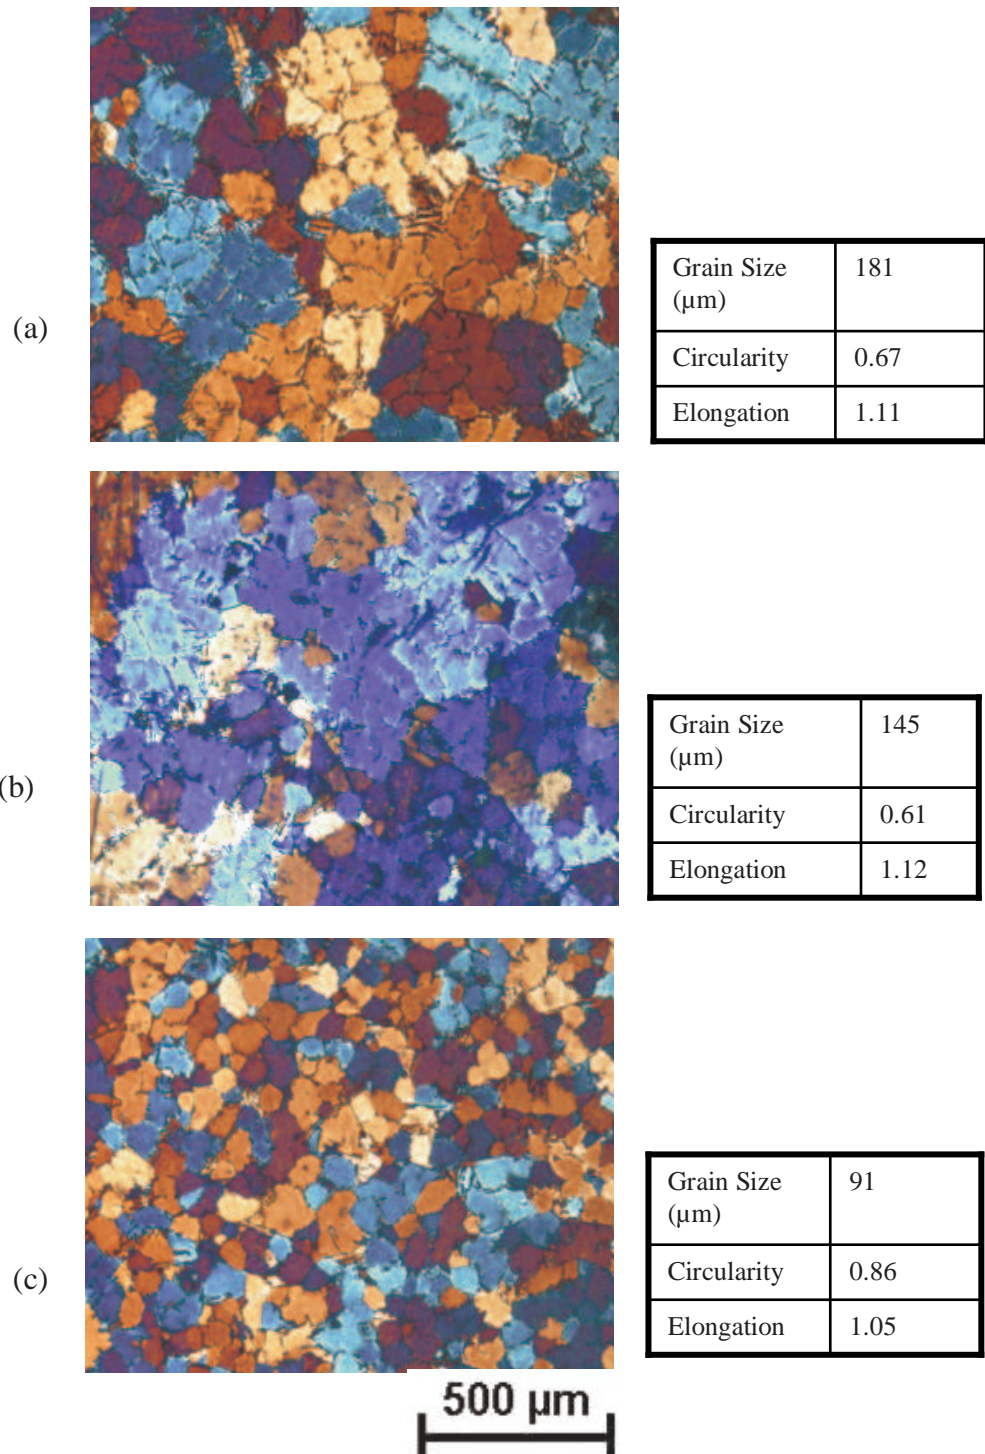 (a)
Grain Size 181
(µm)
Circularity 0.67
Elongation 1.11
(b)
Grain Size 145
(µm)
Circularity 0.61
Elongation 1.12
(c)
Grain Size 91
(µm)
Circularity 0.86
Elongation 1.05
500 µm